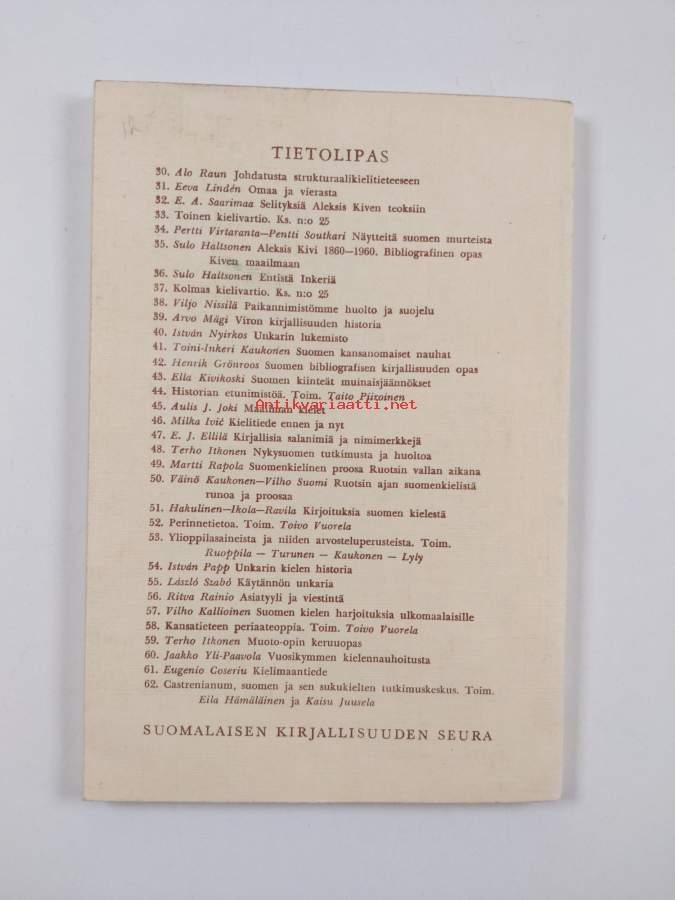 TIETOLIPAS
30. Alo Raun Johdatusta strukturaalikielitieteeseen
31. Eeva Lindén Omaa ja vierasta
32. E. A. Saarimaa Selityksiä Aleksis Kiven teoksiin
33. Toinen kielivartio. Ks. n:o 25
34. Pertti Virtaranta—Pentti Soutkari Näytteitä suomen murteista
35. Sulo Haltsonen Aleksis Kivi 1860—1960. Bibliografinen opas
Kiven maailmaan
36. Sulo Haltsonen Entistä Inkeriä
37. Kolmas kielivartio. Ks. n:o 25
38. Viljo Nissilä Paikannimistömme huolto ja suojelu
39. Arvo Mägi Viron kirjallisuuden historia
40. István Nyirkos Unkarin lukemisto
41. Toini-Inkeri Kaukonen Suomen kansanomaiset nauhat
42. Henrik Grönroos Suomen bibliografisen kirjallisuuden opas
43. Ella Kivikoski Suomen kiinteät muinaisjäännökset
44. Historian etunimistöä. Toim. Taito Piiroinen
Antikvariaatti.net
45. Aulis J. Joki Maailman kielet
46. Milka Ivić Kielitiede ennen ja nyt
47. E. J. Ellilä Kirjallisia salanimiä ja nimimerkkejä
48. Terho Itkonen Nykysuomen tutkimusta ja huoltoa
49. Martti Rapola Suomenkielinen proosa Ruotsin vallan aikana
50. Väinö Kaukonen—Vilho Suomi Ruotsin ajan suomenkielistä
runoa ja proosaa
51. Hakulinen—Ikola—Ravila Kirjoituksia suomen kielestä
52. Perinnetietoa. Toim. Toivo Vuorela
53. Ylioppilasaineista ja niiden arvosteluperusteista. Toim.
Ruoppila — Turunen — Kaukonen — Lyly
54. István Papp Unkarin kielen historia
55. László Szabó Käytännön unkaria
56. Ritva Rainio Asiatyyli ja viestintä
57. Vilho Kallioinen Suomen kielen harjoituksia ulkomaalaisille
58. Kansatieteen periaateoppia. Toim. Toivo Vuorela
59. Terho Itkonen Muoto-opin keruuopas
60. Jaakko Yli-Paavola Vuosikymmen kielennauhoitusta
61. Eugenio Coseriu Kielimaantiede
62. Castrenianum, suomen ja sen sukukielten tutkimuskeskus. Toim.
Eila Hämäläinen ja Kaisu Juusela
SUOMALAISEN KIRJALLISUUDEN SEURA